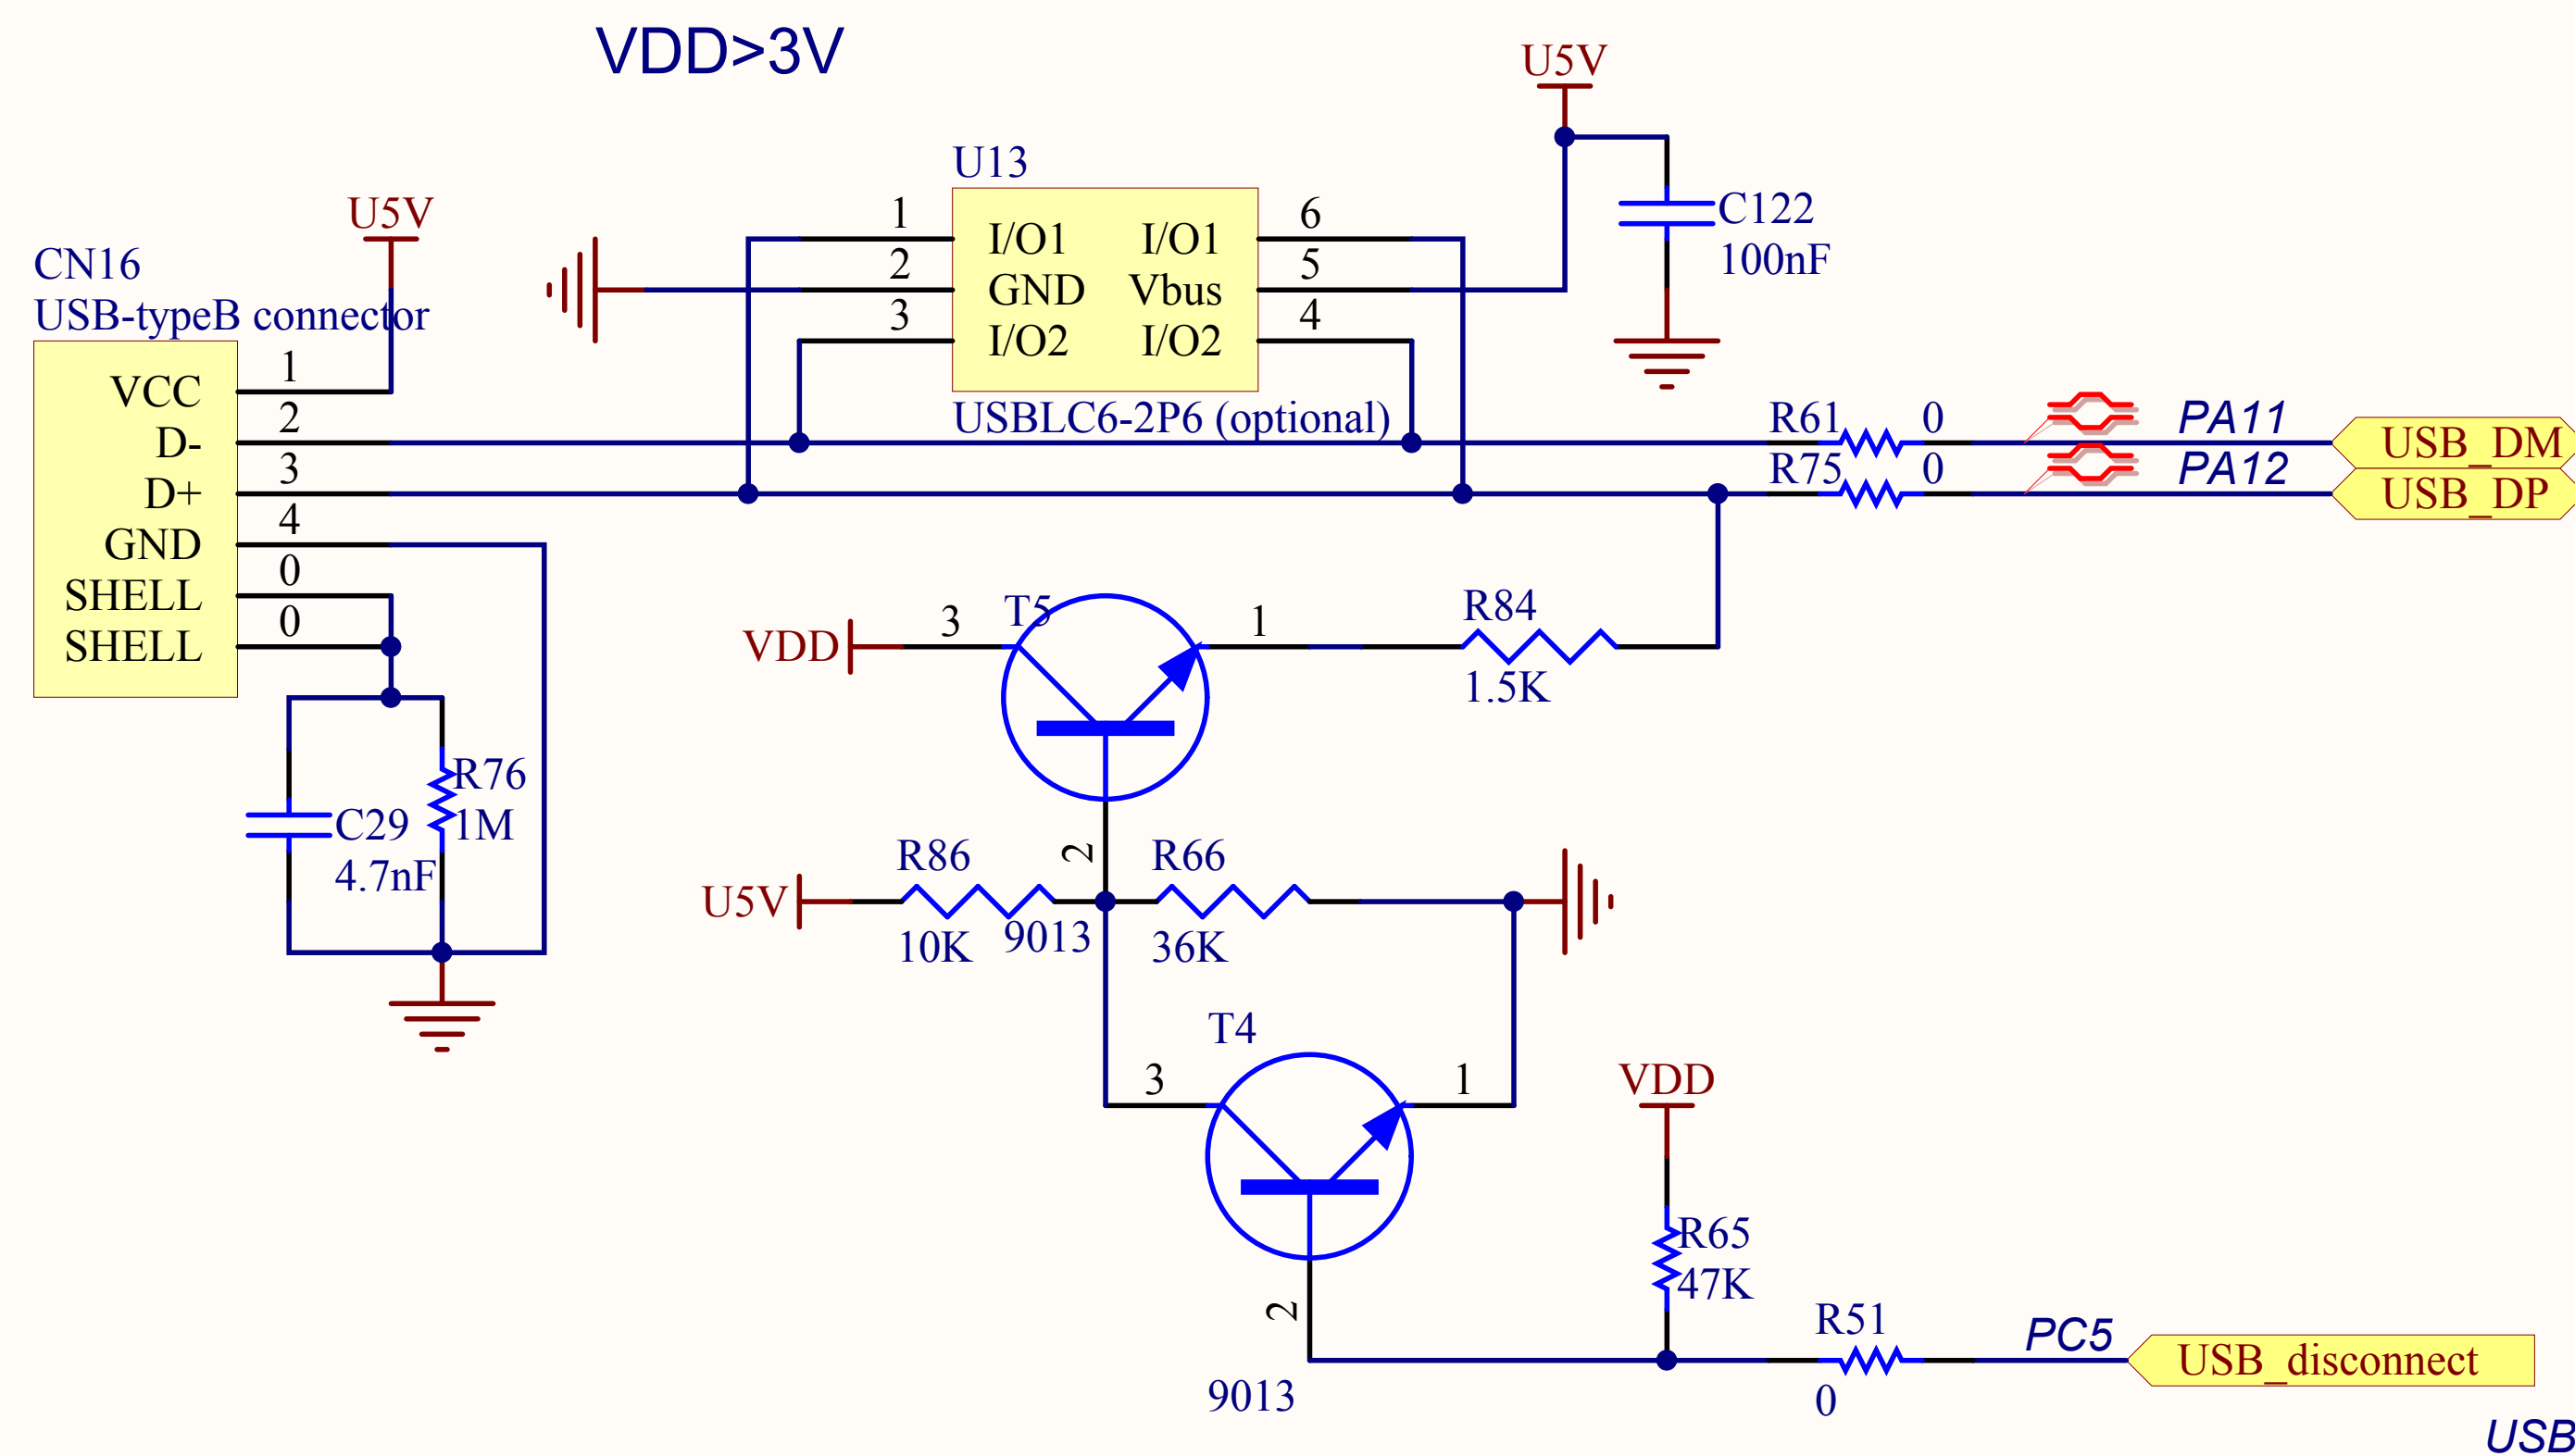 VDD>3V
U5V
U13
U5V
1
I/O1
I/O1
6
C122
2
GND
Vbus
5
100nF
3
I/O2
I/O2
4
CN16
USB-typeB connector
USBLC6-2P6 (optional)
VCC
1
D-
2
D+
3
GND
4
SHELL
0
SHELL
0
R61
0
PA11
USB_DM
R75
0
PA12
USB_DP
T5
VDD
3
1
R84
1.5K
2
R76
1M
C29
4.7nF
R86
R66
U5V
10K
9013
36K
T4
3
1
VDD
2
R65
47K
R51
0
PC5
USB_disconnect
9013
USB